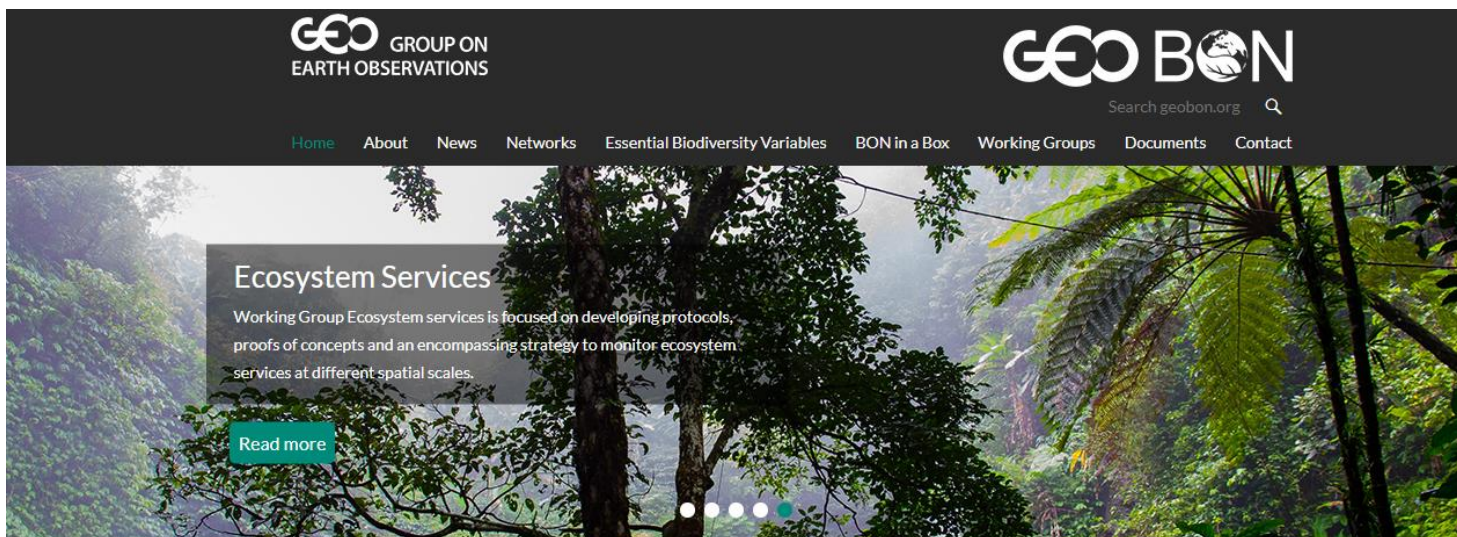 GEO GROUP ON
EARTH OBSERVATIONS
GEO BON
Search geobon.org
Home About News Networks Essential Biodiversity Variables BON in a Box Working Groups Documents Contact
Ecosystem Services
Working Group Ecosystem services is focused on developing protocols,
proofs of concepts and an encompassing strategy to monitor ecosystem
services at different spatial scales.
Read more